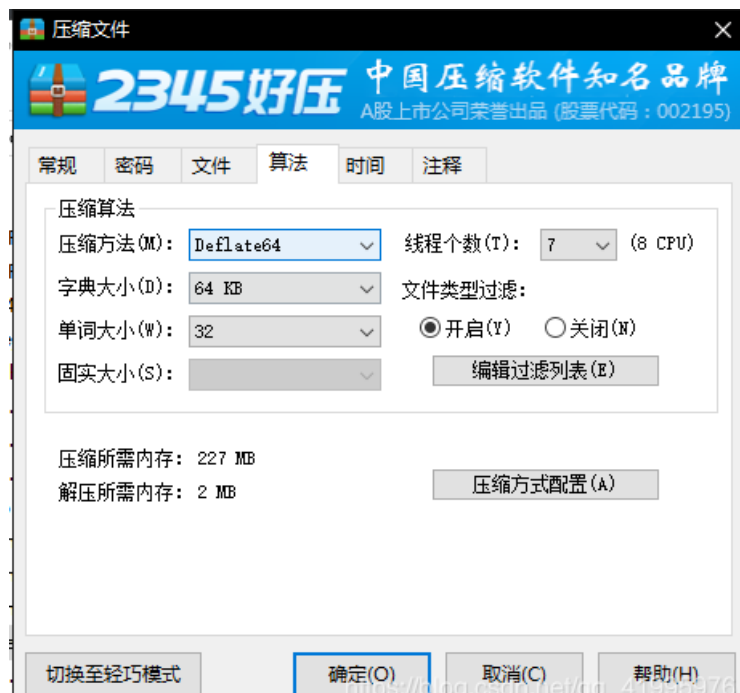 压缩文件
2345好压 中国压缩软件知名品牌
A股上市公司荣誉出品 (股票代码：002195)
常规 密码 文件 算法 时间 注释
压缩算法
压缩方法(M)： Deflate64 线程个数(T)： 7 (8 CPU)
字典大小(D)： 64 KB 文件类型过滤：
单词大小(W)： 32 开启(Y) 关闭(N)
固实大小(S)： 编辑过滤列表(E)
压缩所需内存： 227 MB
解压所需内存： 2 MB 压缩方式配置(A)
切换至轻巧模式 确定(O) 取消(C) 帮助(H)
https://blog.csdn.net/qq_41998976